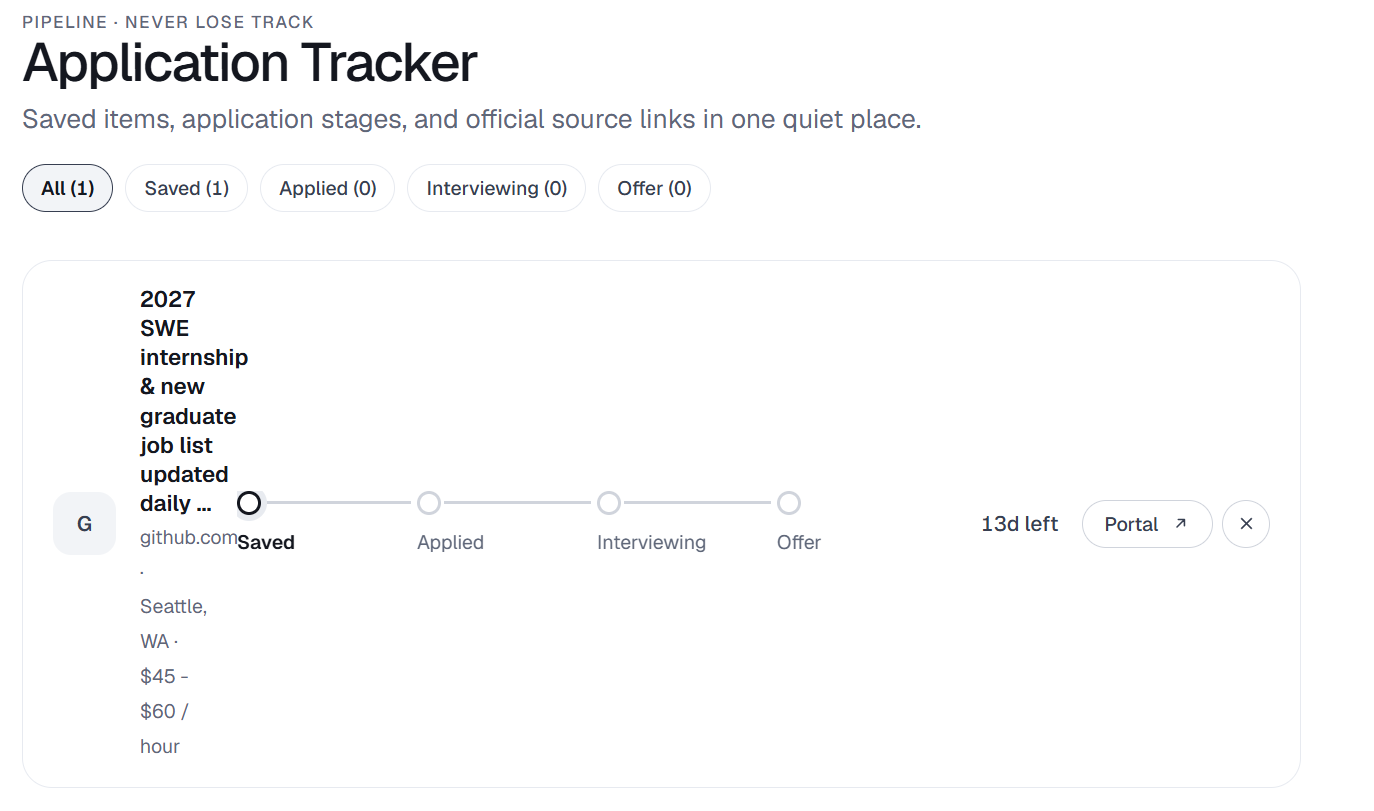 PIPELINE · NEVER LOSE TRACK
Application Tracker
Saved items, application stages, and official source links in one quiet place.
All (1)
Saved (1)
Applied (0)
Interviewing (0)
Offer (0)
G
2027
SWE
internship
& new
graduate
job list
updated
daily ...
github.com
·
Seattle,
WA ·
$45 -
$60 /
hour
Saved
Applied
Interviewing
Offer
13d left
Portal